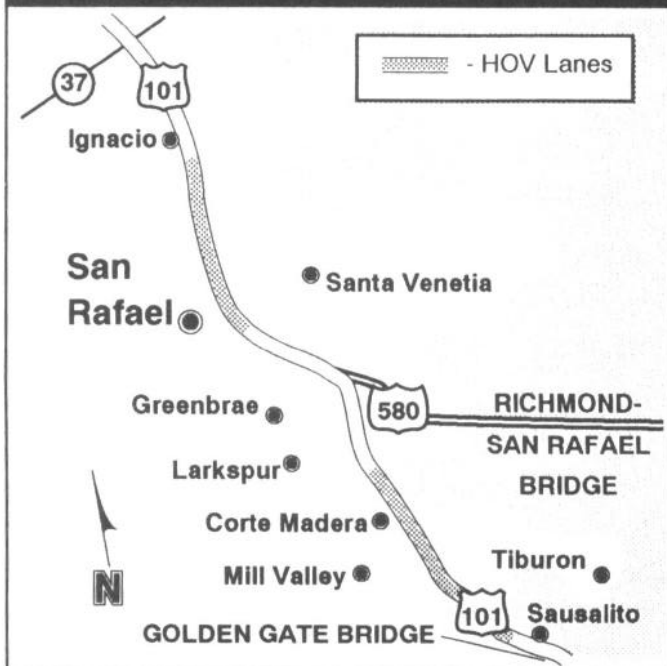 - HOV Lanes
37
101
Ignacio
San
Rafael
Santa Venetia
Greenbrae
580
RICHMOND-
SAN RAFAEL
BRIDGE
Larkspur
Corte Madera
N
Mill Valley
Tiburon
101
Sausalito
GOLDEN GATE BRIDGE